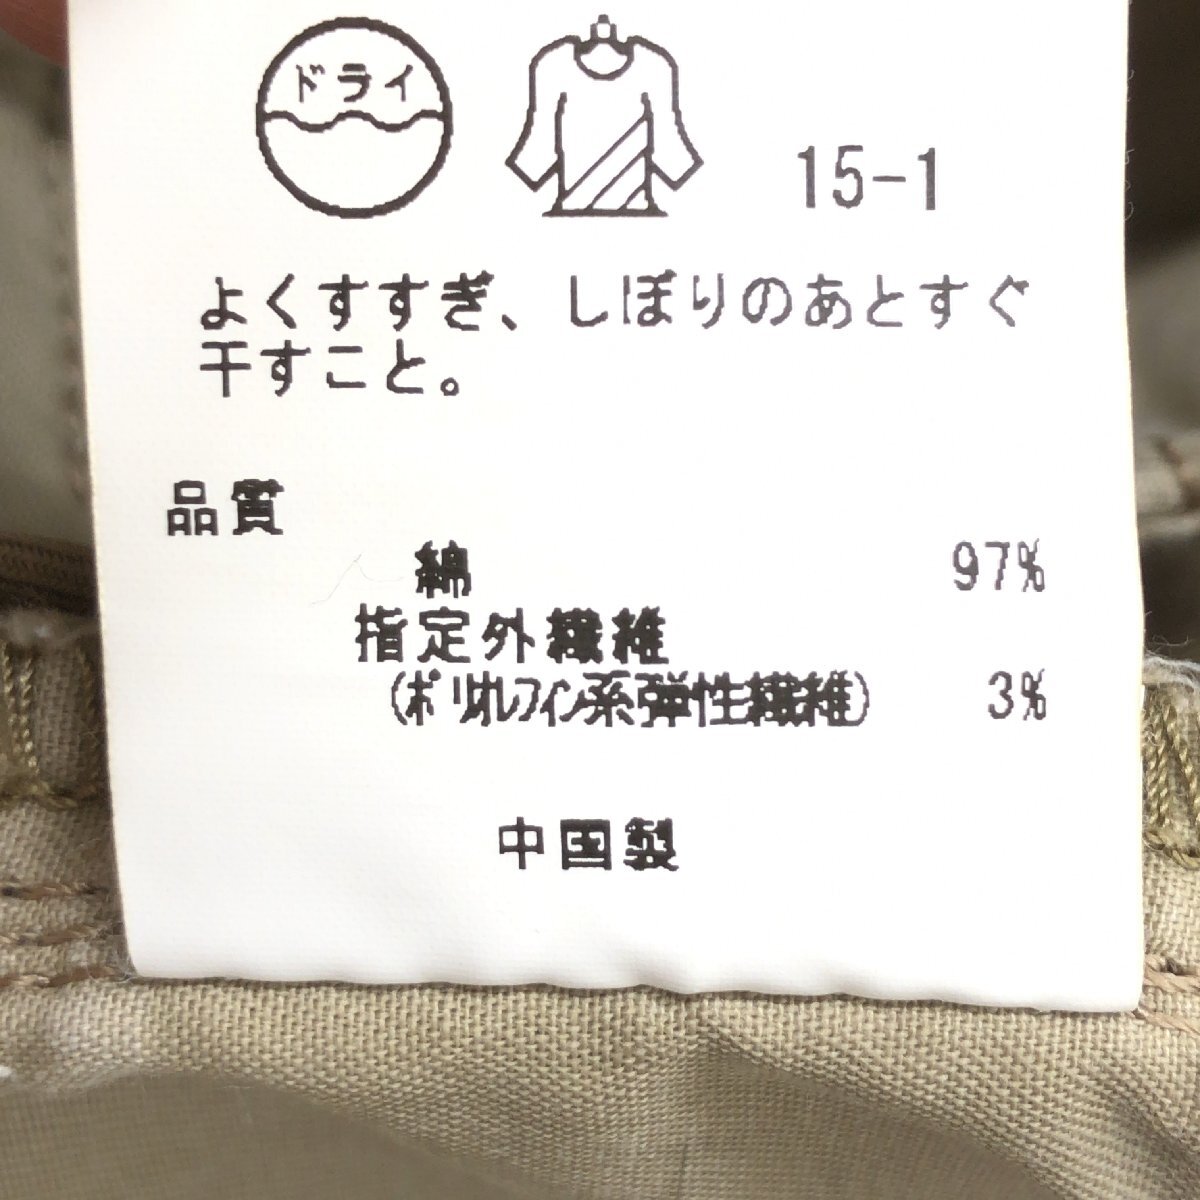 ドライ
15-1
よくすすぎ、しぼりのあとすぐ
干すこと。
品質
綿 97%
指定外繊維
(ポリオレフィン系弾性繊維) 3%
中国製